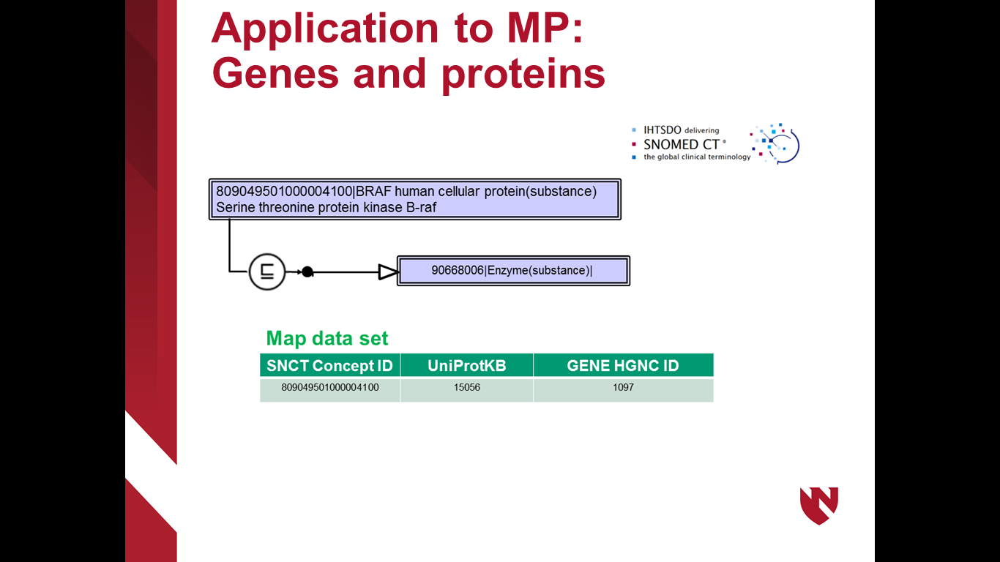 Application to MP:
Genes and proteins
IHTSDO delivering
SNOMED CT ®
the global clinical terminology
809049501000004100|BRAF human cellular protein(substance)
Serine threonine protein kinase B-raf
⊑
90668006|Enzyme(substance)|
Map data set
SNCT Concept ID UniProtKB GENE HGNC ID
809049501000004100 15056 1097
N